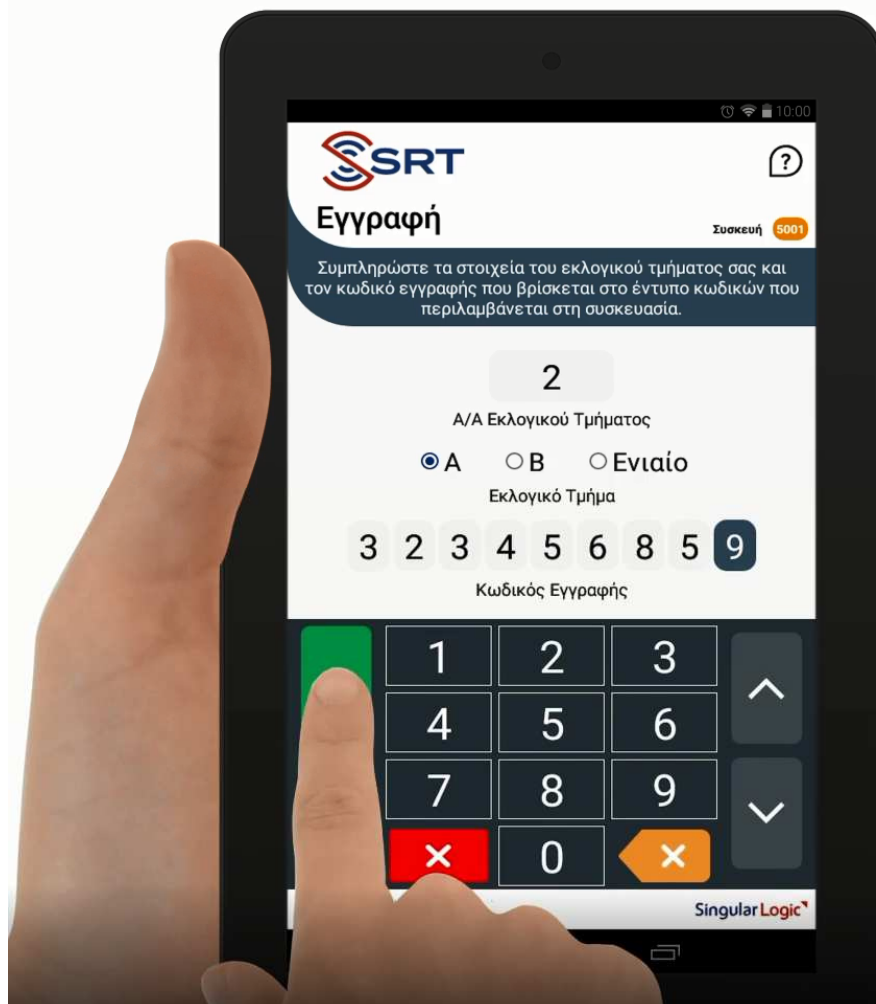 10:00
SRT
?
Εγγραφή
Συσκευή 5001
Συμπληρώστε τα στοιχεία του εκλογικού τμήματος σας και
τον κωδικό εγγραφής που βρίσκεται στο έντυπο κωδικών που
περιλαμβάνεται στη συσκευασία.
2
Α/Α Εκλογικού Τμήματος
Α Β Ενιαίο
Εκλογικό Τμήμα
3 2 3 4 5 6 8 5 9
Κωδικός Εγγραφής
1 2 3
4 5 6
7 8 9
0
SingularLogic